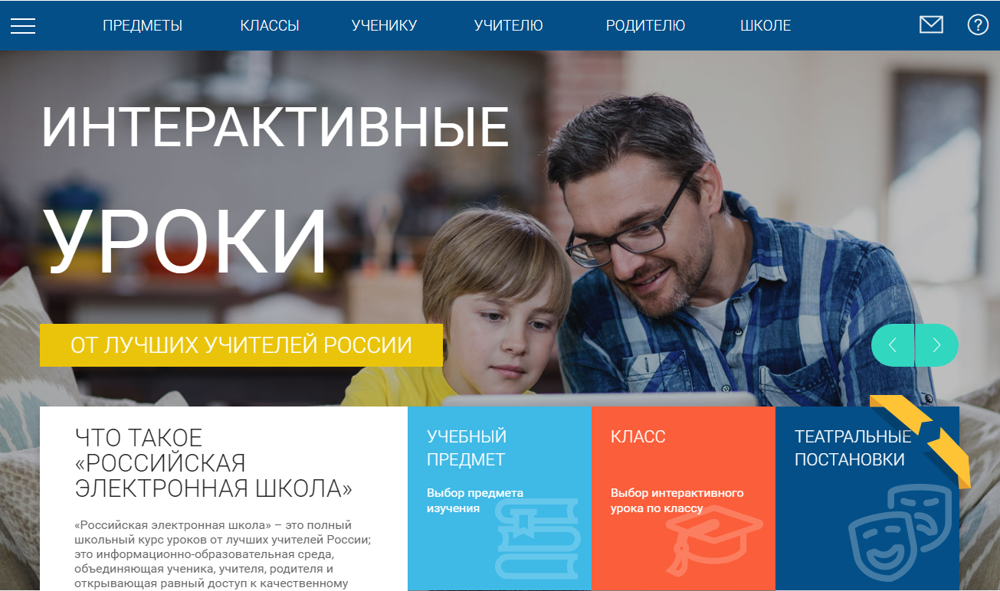 ПРЕДМЕТЫ КЛАССЫ УЧЕНИКУ УЧИТЕЛЮ РОДИТЕЛЮ ШКОЛЕ
ИНТЕРАКТИВНЫЕ
УРОКИ
ОТ ЛУЧШИХ УЧИТЕЛЕЙ РОССИИ
ЧТО ТАКОЕ
«РОССИЙСКАЯ
ЭЛЕКТРОННАЯ ШКОЛА»
«Российская электронная школа» – это полный
школьный курс уроков от лучших учителей России;
это информационно-образовательная среда,
объединяющая ученика, учителя, родителя и
открывающая равный доступ к качественному
УЧЕБНЫЙ
ПРЕДМЕТ
Выбор предмета
изучения
КЛАСС
Выбор интерактивного
урока по классу
ТЕАТРАЛЬНЫЕ
ПОСТАНОВКИ